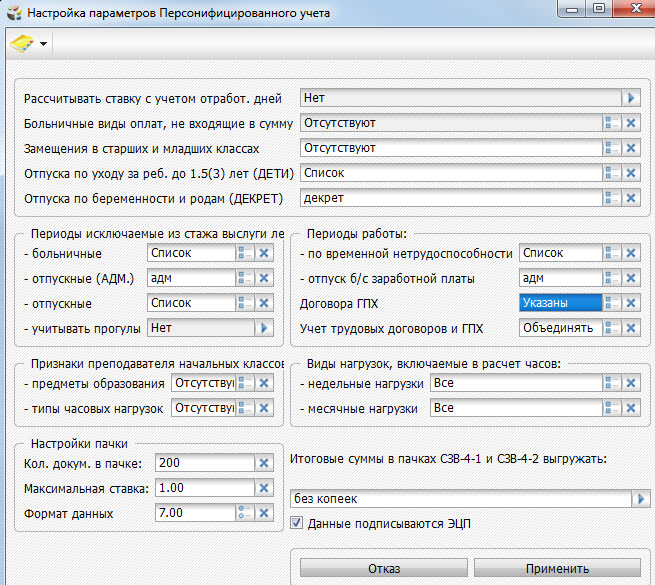 Настройка параметров Персонифицированного учета
Рассчитывать ставку с учетом отработ. дней Нет
Больничные виды оплат, не входящие в сумму Отсутствуют
Замещения в старших и младших классах Отсутствуют
Отпуска по уходу за реб. до 1.5(3) лет (ДЕТИ) Список
Отпуска по беременности и родам (ДЕКРЕТ) декрет
Периоды исключаемые из стажа выслуги ле
- больничные Список
- отпускные (АДМ.) адм
- отпускные Список
- учитывать прогулы Нет
Периоды работы:
- по временной нетрудоспособности Список
- отпуск б/с заработной платы адм
Договора ГПХ Указаны
Учет трудовых договоров и ГПХ Объединять
Признаки преподавателя начальных классов
- предметы образования Отсутству
- типы часовых нагрузок Отсутству
Виды нагрузок, включаемые в расчет часов:
- недельные нагрузки Все
- месячные нагрузки Все
Настройки пачки
Кол. докум. в пачке: 200
Максимальная ставка: 1.00
Формат данных 7.00
Итоговые суммы в пачках СЗВ-4-1 и СЗВ-4-2 выгружать:
без копеек
Данные подписываются ЭЦП
Отказ Применить